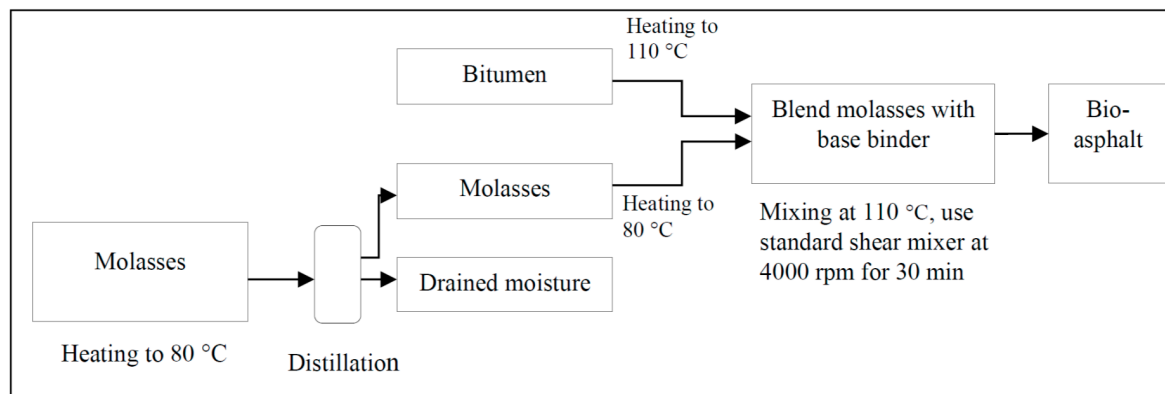 Heating to
110 °C
Bitumen
Blend molasses with
base binder
Bio-
asphalt
Molasses
Heating to
80 °C
Mixing at 110 °C, use
standard shear mixer at
4000 rpm for 30 min
Molasses
Drained moisture
Heating to 80 °C
Distillation